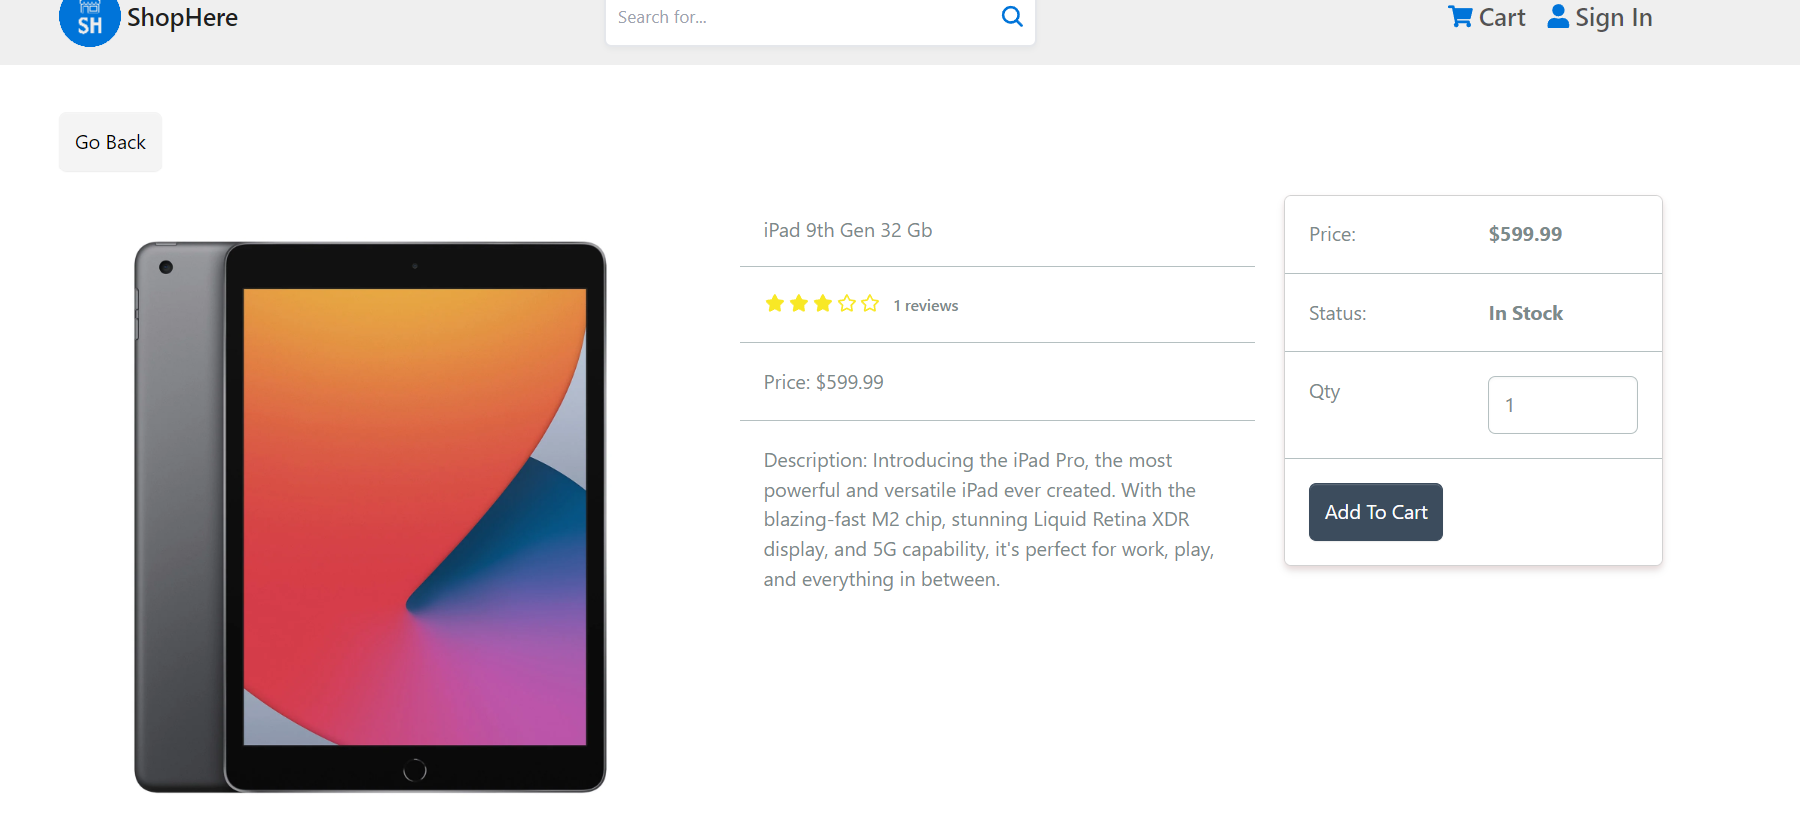 SH ShopHere
Search for...
Cart
Sign In
Go Back
iPad 9th Gen 32 Gb
1 reviews
Price: $599.99
Description: Introducing the iPad Pro, the most
powerful and versatile iPad ever created. With the
blazing-fast M2 chip, stunning Liquid Retina XDR
display, and 5G capability, it's perfect for work, play,
and everything in between.
Price: $599.99
Status: In Stock
Qty 1
Add To Cart